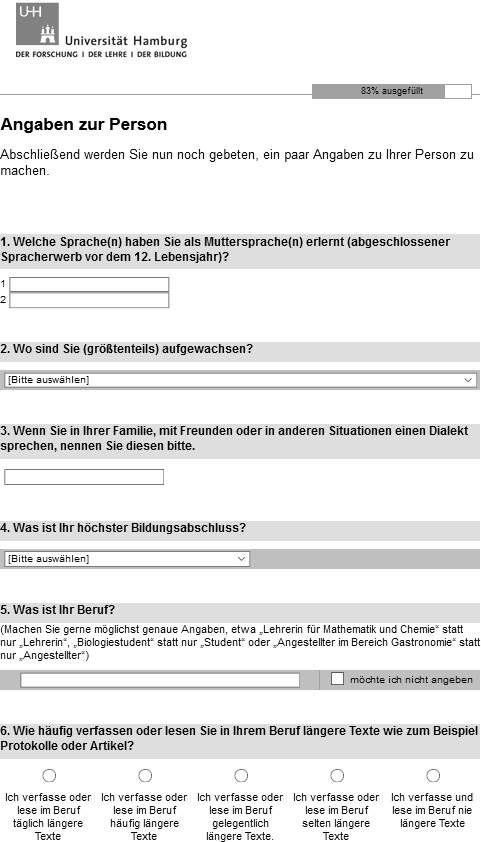 UHH
Universität Hamburg
DER FORSCHUNG I DER LEHRE I DER BILDUNG
83% ausgefüllt
Angaben zur Person
Abschließend werden Sie nun noch gebeten, ein paar Angaben zu Ihrer Person zu
machen.
1. Welche Sprache(n) haben Sie als Muttersprache(n) erlernt (abgeschlossener
Spracherwerb vor dem 12. Lebensjahr)?
1
2
2. Wo sind Sie (größtenteils) aufgewachsen?
[Bitte auswählen]
3. Wenn Sie in Ihrer Familie, mit Freunden oder in anderen Situationen einen Dialekt
sprechen, nennen Sie diesen bitte.
4. Was ist Ihr höchster Bildungsabschluss?
[Bitte auswählen]
5. Was ist Ihr Beruf?
(Machen Sie gerne möglichst genaue Angaben, etwa „Lehrerin für Mathematik und Chemie“ statt
nur „Lehrerin“, „Biologiestudent“ statt nur „Student“ oder „Angestellter im Bereich Gastronomie“ statt
nur „Angestellter“)
möchte ich nicht angeben
6. Wie häufig verfassen oder lesen Sie in Ihrem Beruf längere Texte wie zum Beispiel
Protokolle oder Artikel?
Ich verfasse oder
lese im Beruf
täglich längere
Texte
Ich verfasse oder
lese im Beruf
häufig längere
Texte
Ich verfasse oder
lese im Beruf
gelegentlich
längere Texte.
Ich verfasse oder
lese im Beruf
selten längere
Texte
Ich verfasse und
lese im Beruf nie
längere Texte